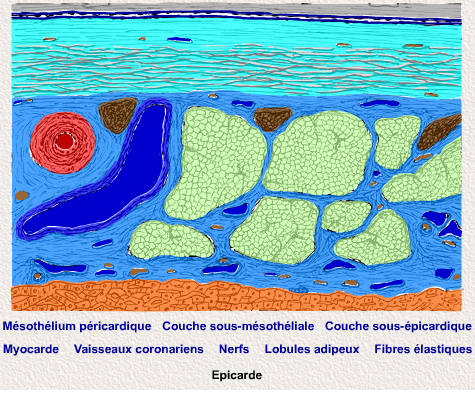 Mésothélium péricardique Couche sous-mésothéliale Couche sous-épicardique
Myocarde Vaisseaux coronariens Nerfs Lobules adipeux Fibres élastiques
Epicarde